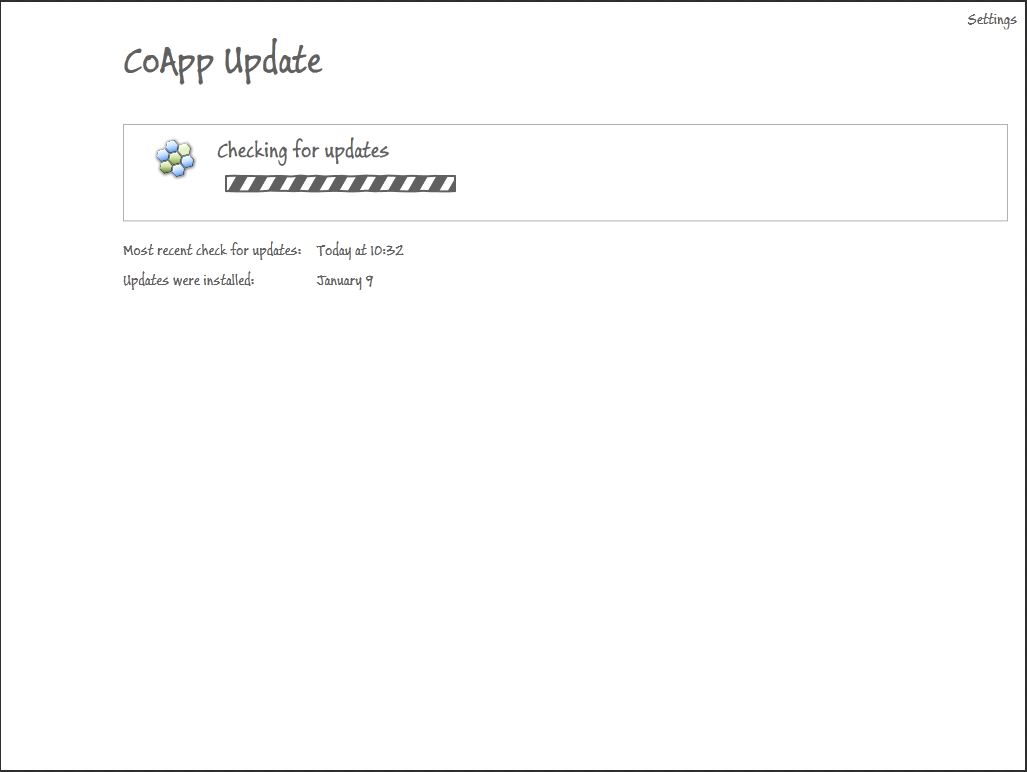 Settings
CoApp Update
Checking for updates
Most recent check for updates: Today at 10:32
Updates were installed: January 9